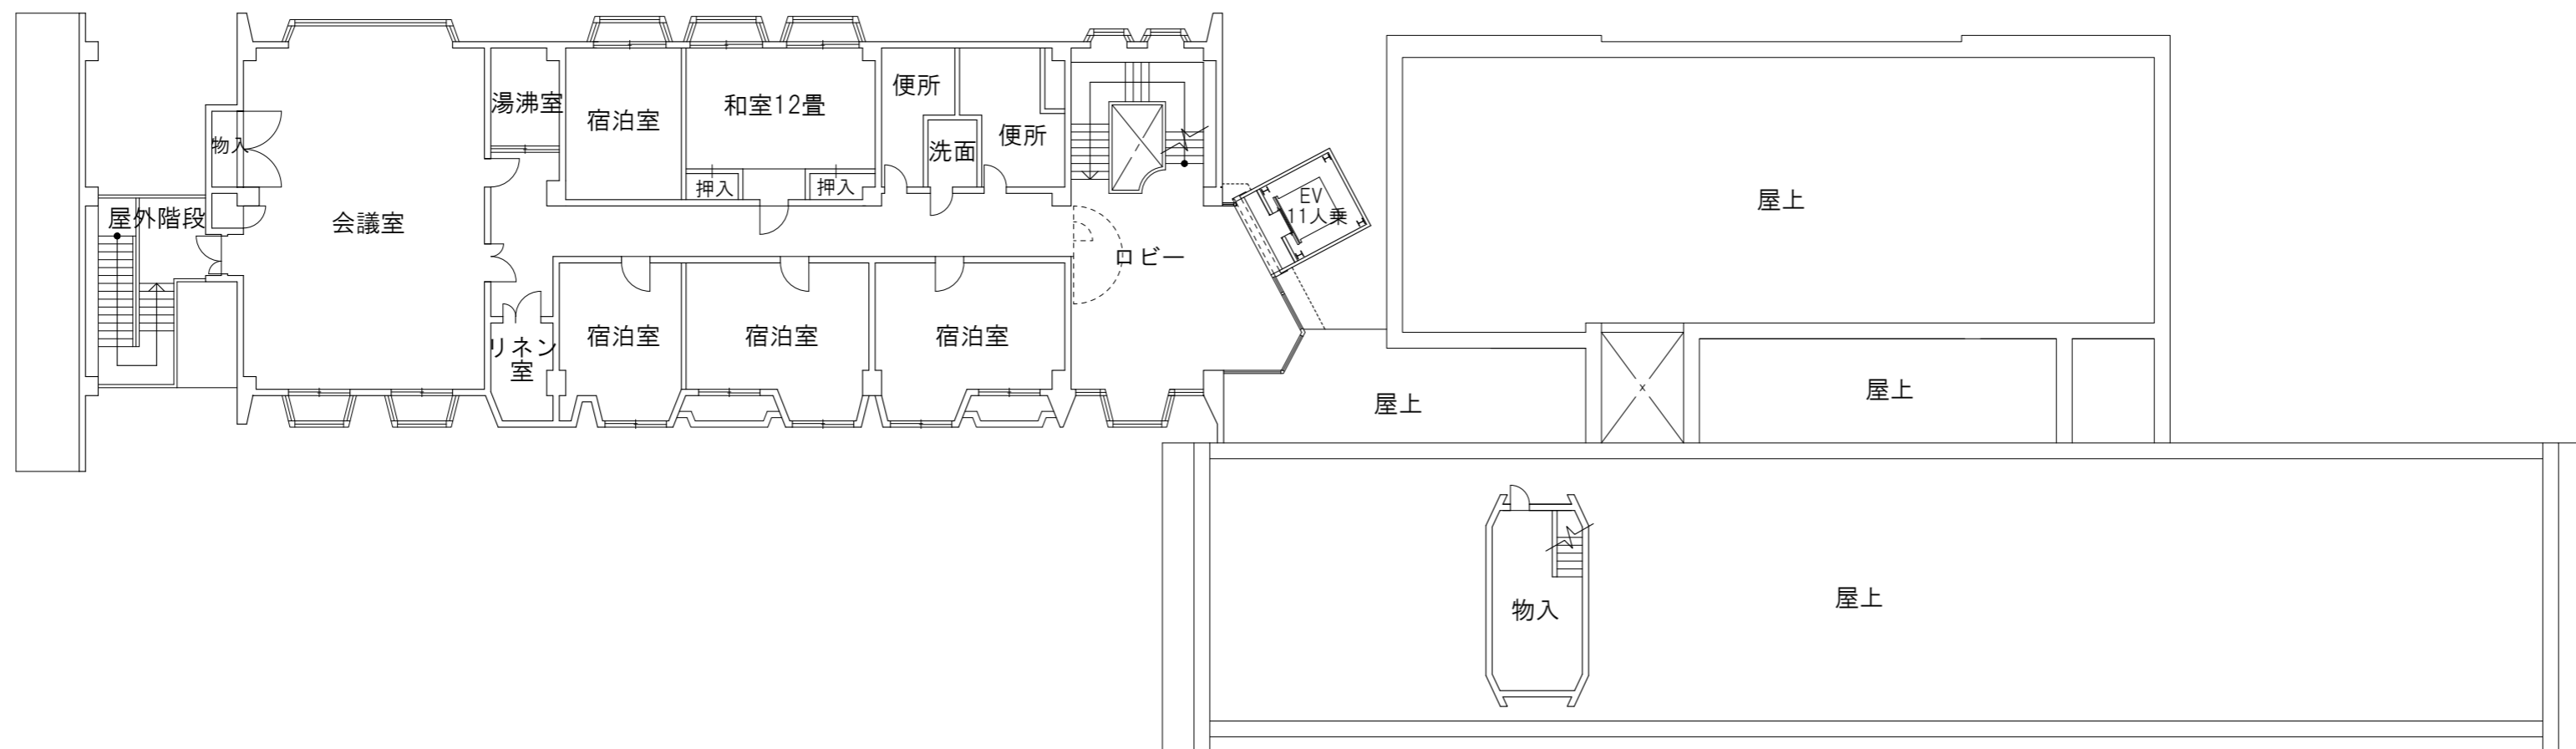 湯沸室
宿泊室
和室12畳
便所
物入
洗面
便所
押入
押入
屋外階段
会議室
EV
11人乗
屋上
ロビー
リネン
室
宿泊室
宿泊室
宿泊室
屋上
x
屋上
物入
屋上